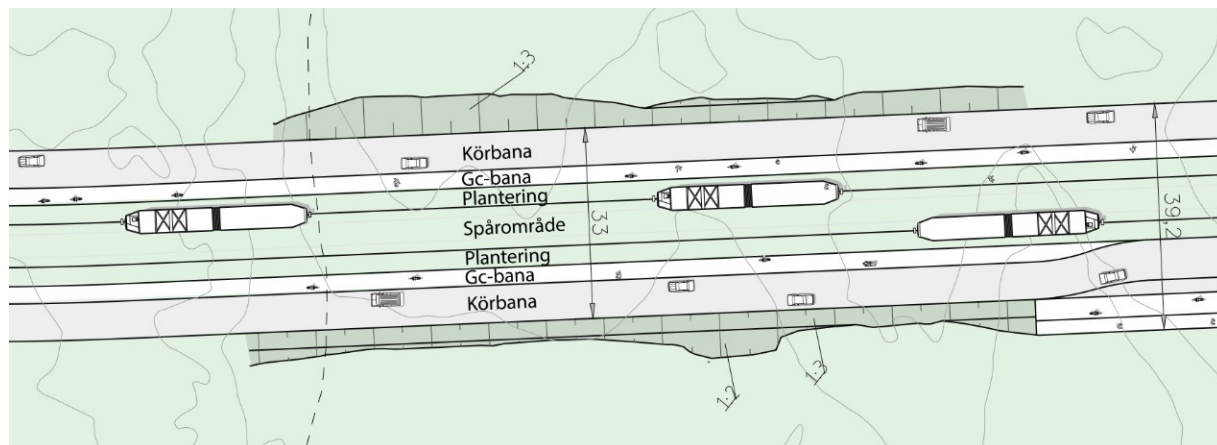 1:3
Körbana
Gc-bana
Plantering
33
39,2
Spårområde
Plantering
Gc-bana
Körbana
1:3
1:2